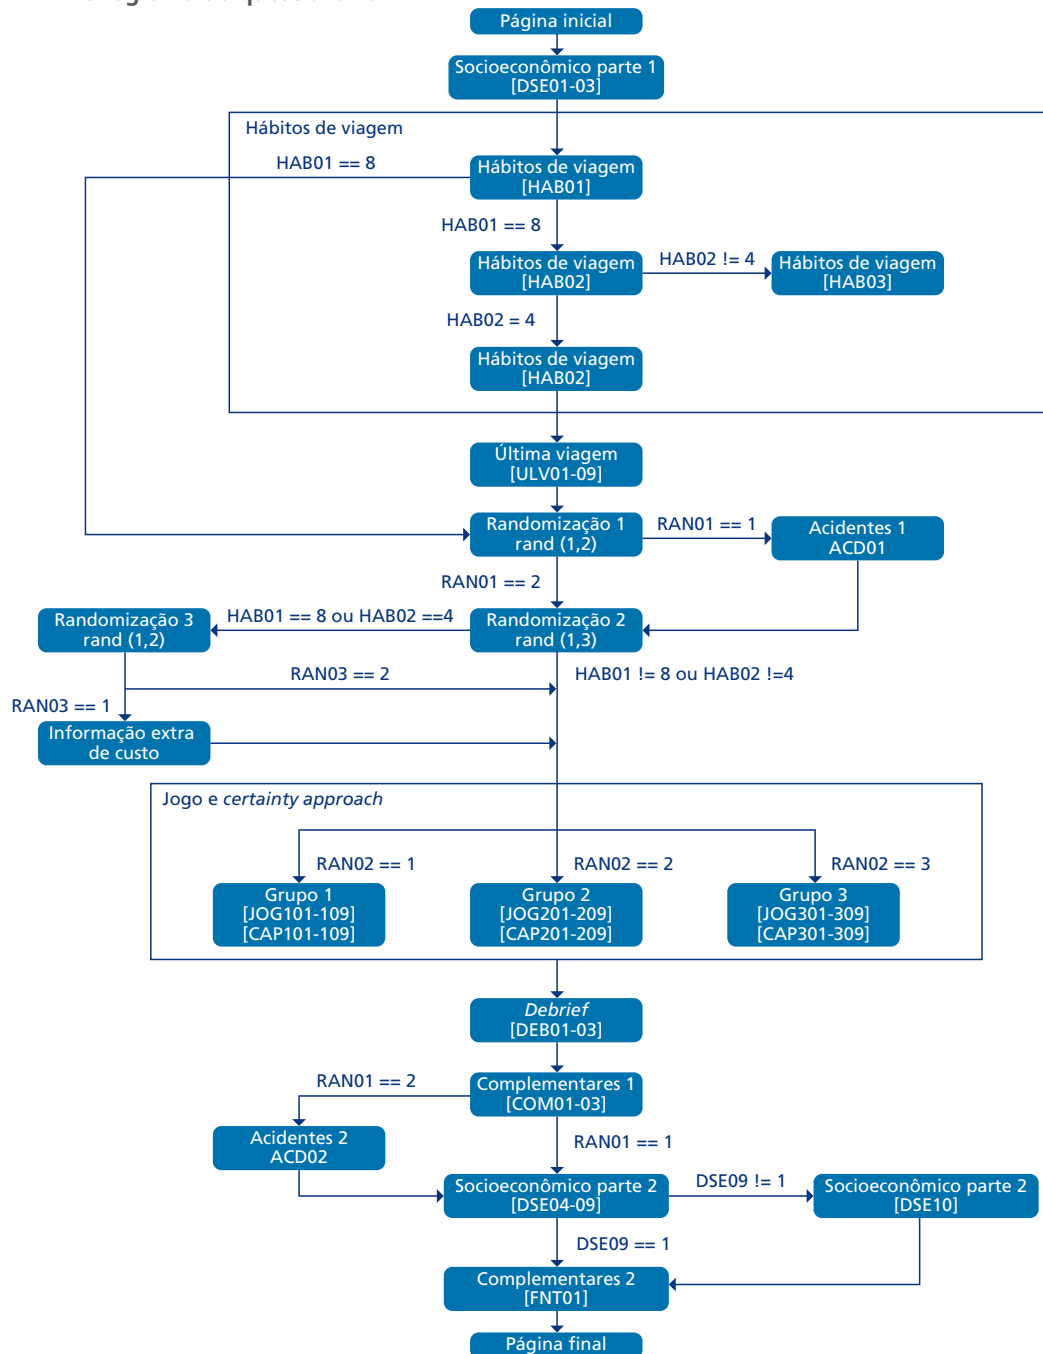 Página inicial
Socioeconômico parte 1
[DSE01-03]
Hábitos de viagem
HAB01 == 8
Hábitos de viagem
[HAB01]
HAB01 == 8
Hábitos de viagem
[HAB02]
HAB02 != 4
Hábitos de viagem
[HAB03]
HAB02 = 4
Hábitos de viagem
[HAB02]
Última viagem
[ULV01-09]
Randomização 1
rand (1,2)
RAN01 == 1
Acidentes 1
ACD01
RAN01 == 2
Randomização 3
rand (1,2)
HAB01 == 8 ou HAB02 ==4
Randomização 2
rand (1,3)
RAN03 == 2
HAB01 != 8 ou HAB02 !=4
RAN03 == 1
Informação extra
de custo
Jogo e certainty approach
RAN02 == 1
RAN02 == 2
RAN02 == 3
Grupo 1
[JOG101-109]
[CAP101-109]
Grupo 2
[JOG201-209]
[CAP201-209]
Grupo 3
[JOG301-309]
[CAP301-309]
Debrief
[DEB01-03]
RAN01 == 2
Complementares 1
[COM01-03]
Acidentes 2
ACD02
RAN01 == 1
Socioeconômico parte 2
[DSE04-09]
DSE09 != 1
Socioeconômico parte 2
[DSE10]
DSE09 == 1
Complementares 2
[FNT01]
Página final